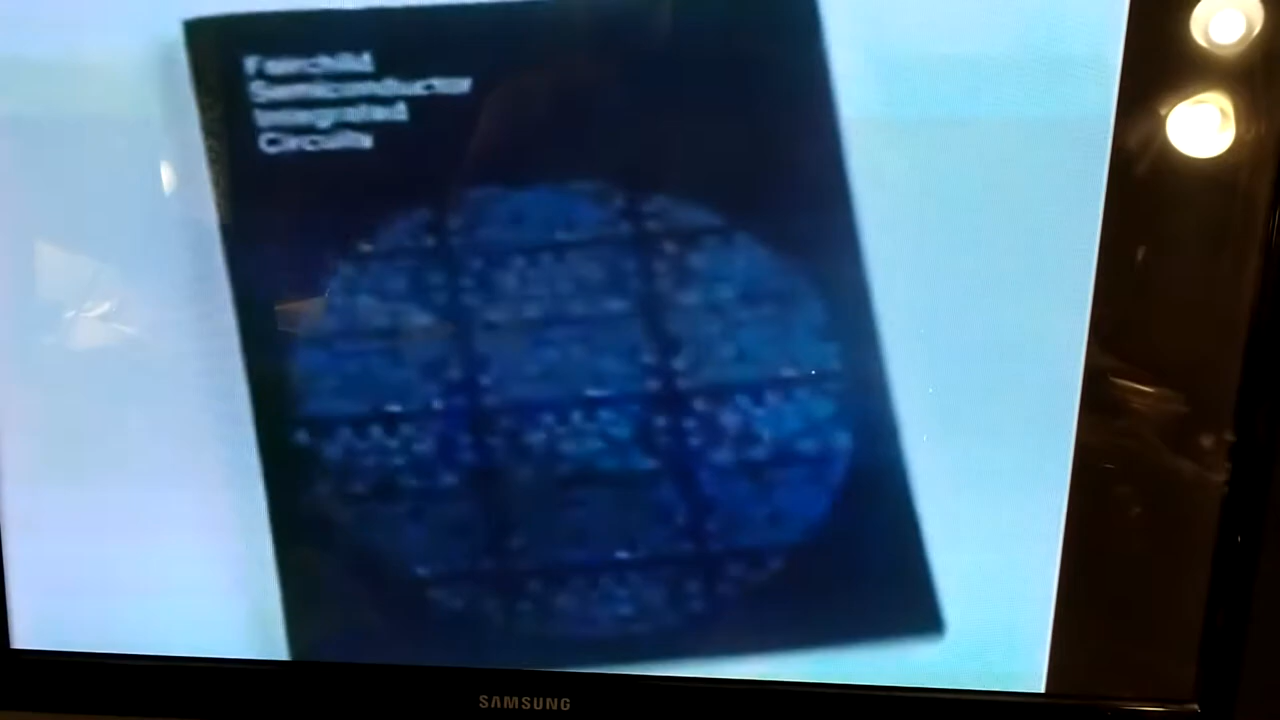 Fairchild
Semiconductor
Integrated
Circuits
SAMSUNG